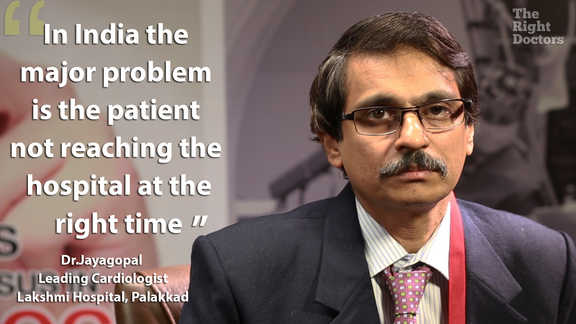 “ In India the
major problem
is the patient
not reaching the
hospital at the
right time ”
Dr.Jayagopal
Leading Cardiologist
Lakshmi Hospital, Palakkad
The
Right
Doctors